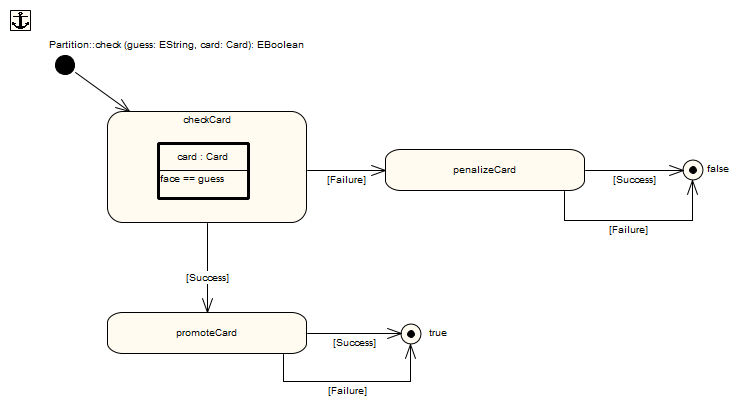 Partition::check (guess: EString, card: Card): EBoolean
checkCard
card : Card
face == guess
[Failure]
penalizeCard
[Success]
false
[Failure]
[Success]
promoteCard
[Success]
true
[Failure]